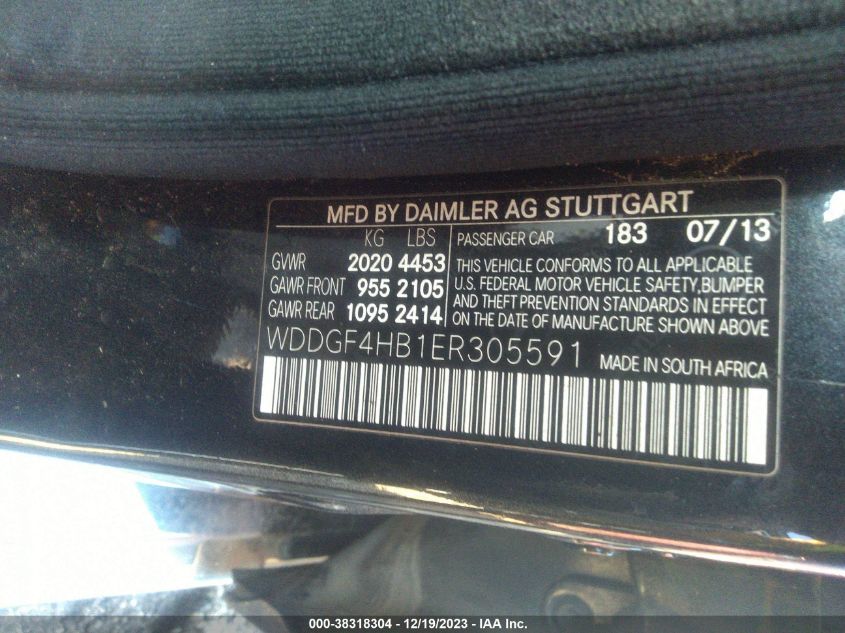 MFD BY DAIMLER AG STUTTGART
KG LBS
GVWR 2020 4453
GAWR FRONT 955 2105
GAWR REAR 1095 2414
PASSENGER CAR 183 07/13
THIS VEHICLE CONFORMS TO ALL APPLICABLE
U.S. FEDERAL MOTOR VEHICLE SAFETY,BUMPER
AND THEFT PREVENTION STANDARDS IN EFFECT
ON THE DATE OF MANUFACTURE SHOWN ABOVE
WDDGF4HB1ER305591 MADE IN SOUTH AFRICA
000-38318304 - 12/19/2023 - IAA Inc.